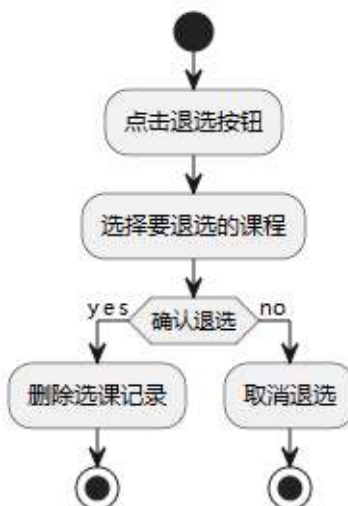 点击退选按钮
选择要退选的课程
yes
确认退选
no
删除选课记录
取消退选